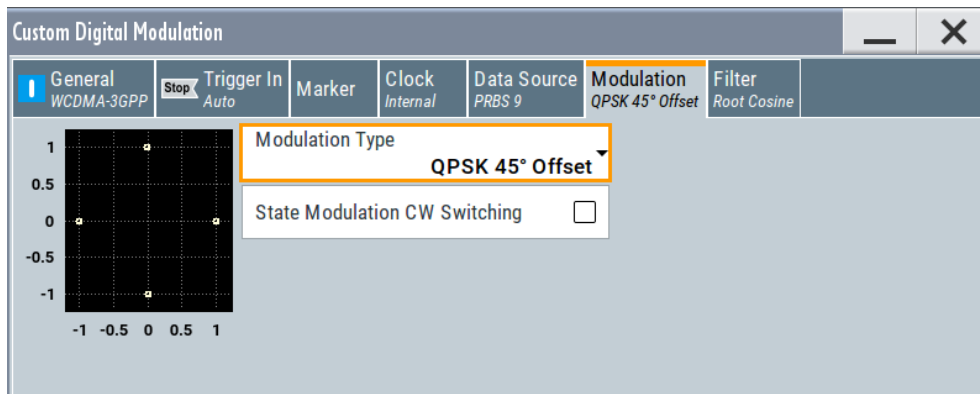 Custom Digital Modulation
General
WCDMA-3GPP
Stop
Trigger In
Auto
Marker
Clock
Internal
Data Source
PRBS 9
Modulation
QPSK 45° Offset
Filter
Root Cosine
Modulation Type
QPSK 45° Offset
State Modulation CW Switching
1
0.5
0
-0.5
-1
-1 -0.5 0 0.5 1